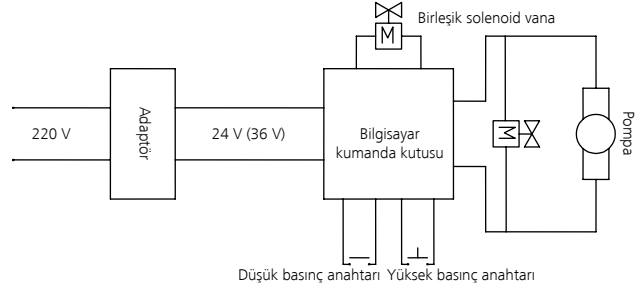 Birleşik solenoid vana
M
220 V
Adaptör
24 V (36 V)
Bilgisayar
kumanda kutusu
M
Pompa
Düşük basınç anahtarı
Yüksek basınç anahtarı